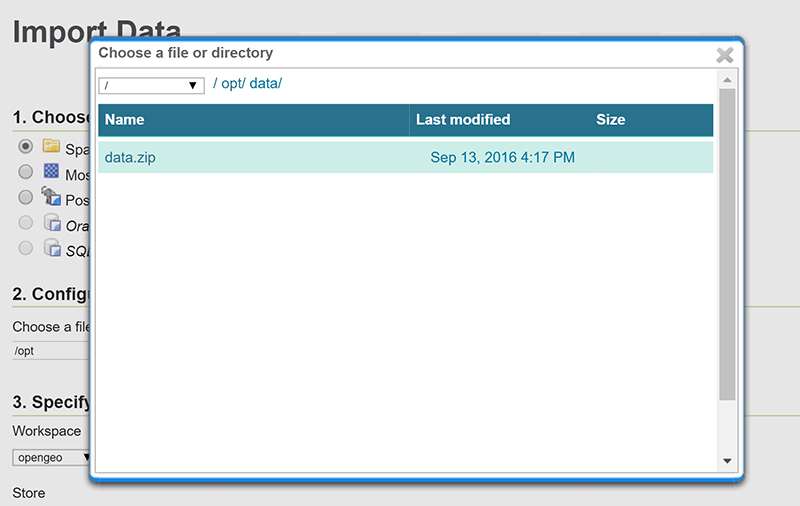 Import Data
Choose a file or directory
/
/ opt/ data/
Name Last modified Size
data.zip Sep 13, 2016 4:17 PM
1. Choose
Spa
Mos
Pos
Ora
SQL
2. Configu
Choose a file
/opt
3. Specify
Workspace
opengeo
Store